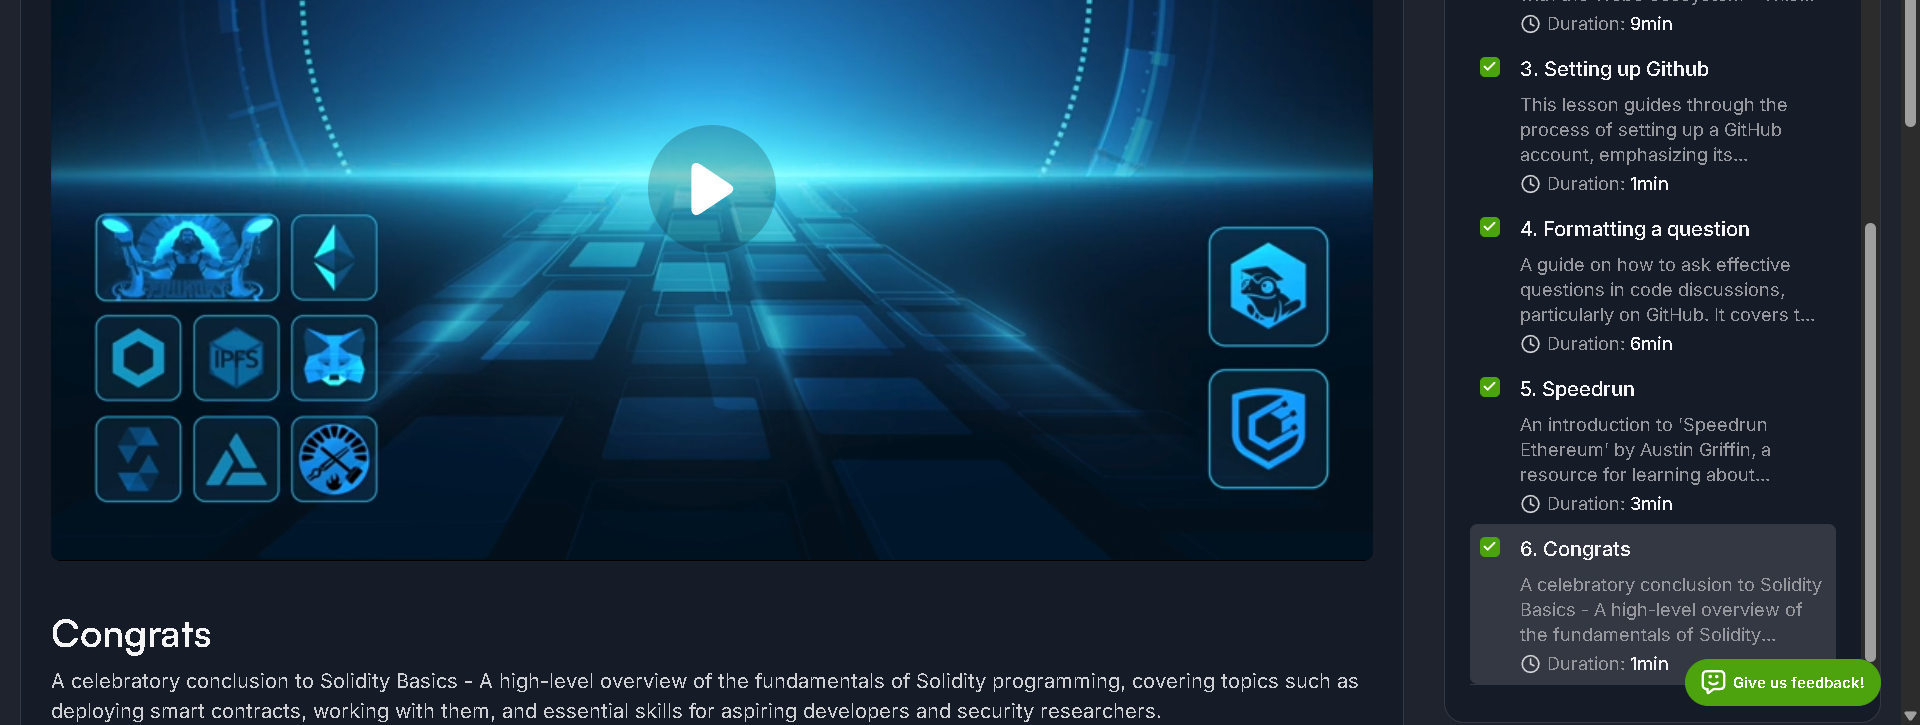 IPFS
Congrats
A celebratory conclusion to Solidity Basics - A high-level overview of the fundamentals of Solidity programming, covering topics such as
deploying smart contracts, working with them, and essential skills for aspiring developers and security researchers.
Duration: 9min
3. Setting up Github
This lesson guides through the
process of setting up a GitHub
account, emphasizing its...
Duration: 1min
4. Formatting a question
A guide on how to ask effective
questions in code discussions,
particularly on GitHub. It covers t...
Duration: 6min
5. Speedrun
An introduction to 'Speedrun
Ethereum' by Austin Griffin, a
resource for learning about...
Duration: 3min
6. Congrats
A celebratory conclusion to Solidity
Basics - A high-level overview of
the fundamentals of Solidity...
Duration: 1min
Give us feedback!